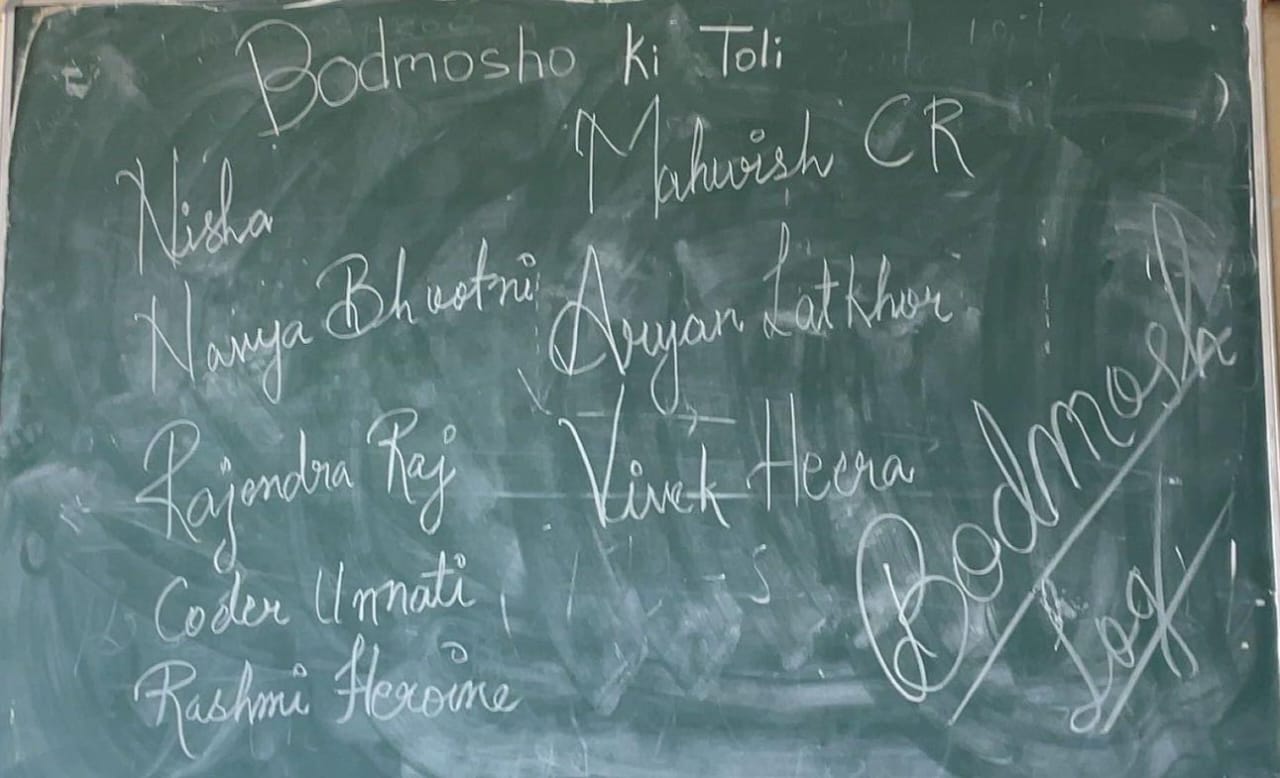 Bodmosho ki Toli
Nisha
Navya Bhootni
Rajendra Raj
Coder Unnati
Rashmi Heroine
Mahwish CR
Aryan Latkhor
Vivek Heera
Bodmosh
Log